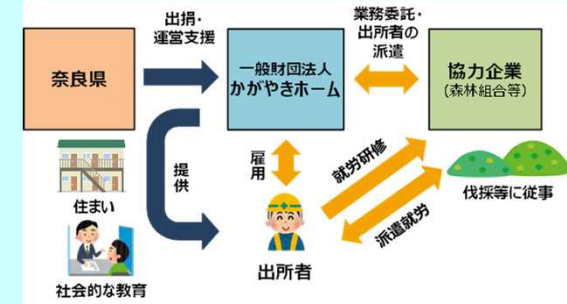 出捐・
運営支援
業務委託・
出所者の
派遣
奈良県
一般財団法人
かがやきホーム
協力企業
(森林組合等)
提供
雇用
就労研修
派遣就労
住まい
伐採等に従事
社会的な教育
出所者